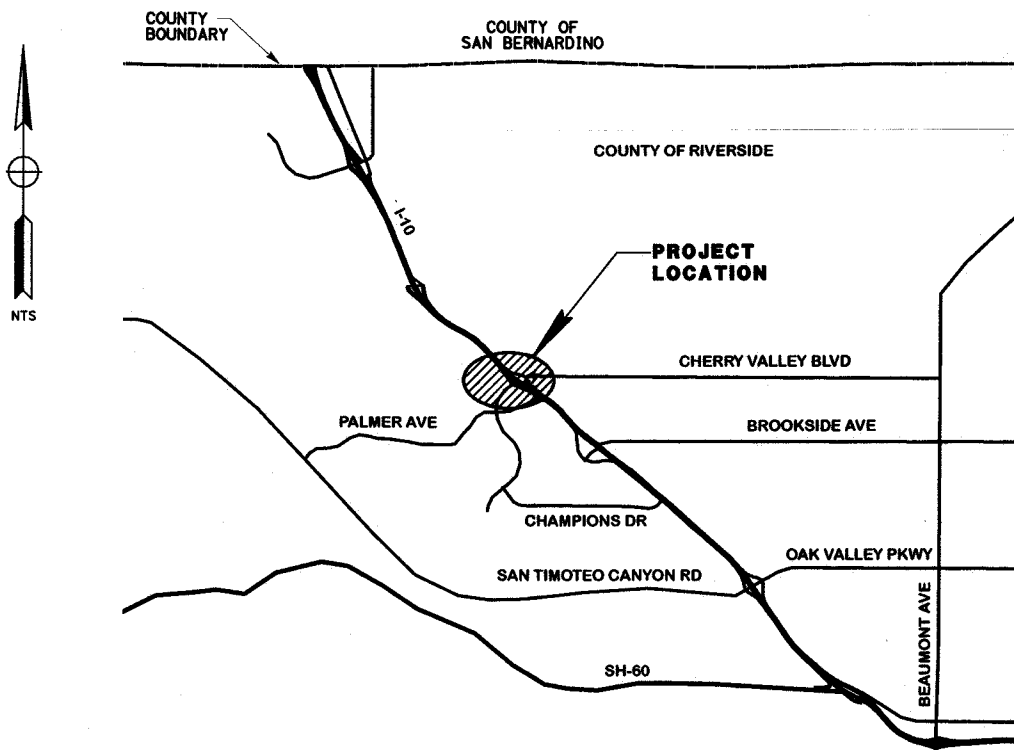 COUNTY
BOUNDARY
COUNTY OF
SAN BERNARDINO
COUNTY OF RIVERSIDE
I-10
PROJECT
LOCATION
NTS
CHERRY VALLEY BLVD
PALMER AVE
BROOKSIDE AVE
CHAMPIONS DR
OAK VALLEY PKWY
SAN TIMOTEO CANYON RD
BEAUMONT AVE
SH-60